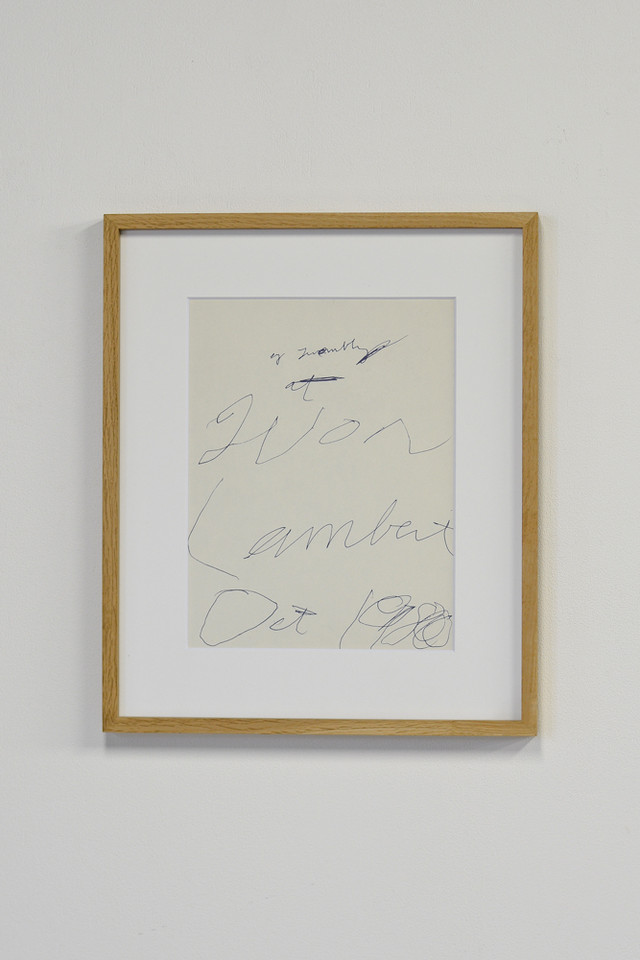 cy Twombly
at
Yvon
Lambert
Oct 1980